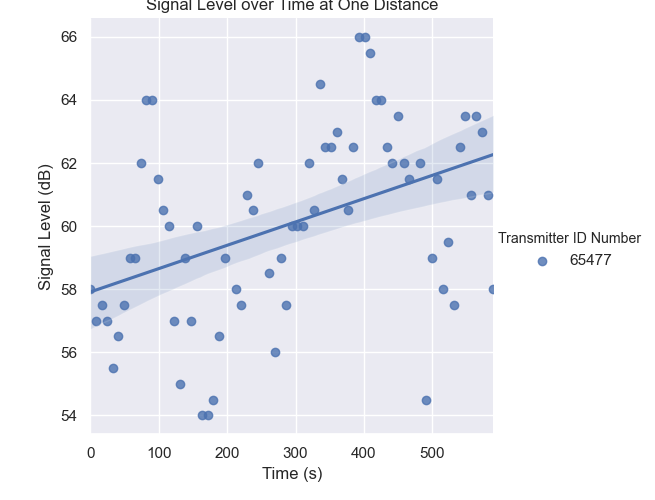 Signal Level over Time at One Distance
66
64
62
60
58
56
54
Signal Level (dB)
0 100 200 300 400 500
Time (s)
Transmitter ID Number
65477